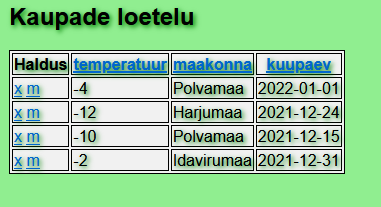 Kaupade loetelu
Haldus temperatuur maakonna kuupaev
x m -4 Polvamaa 2022-01-01
x m -12 Harjumaa 2021-12-24
x m -10 Polvamaa 2021-12-15
x m -2 Idavirumaa 2021-12-31